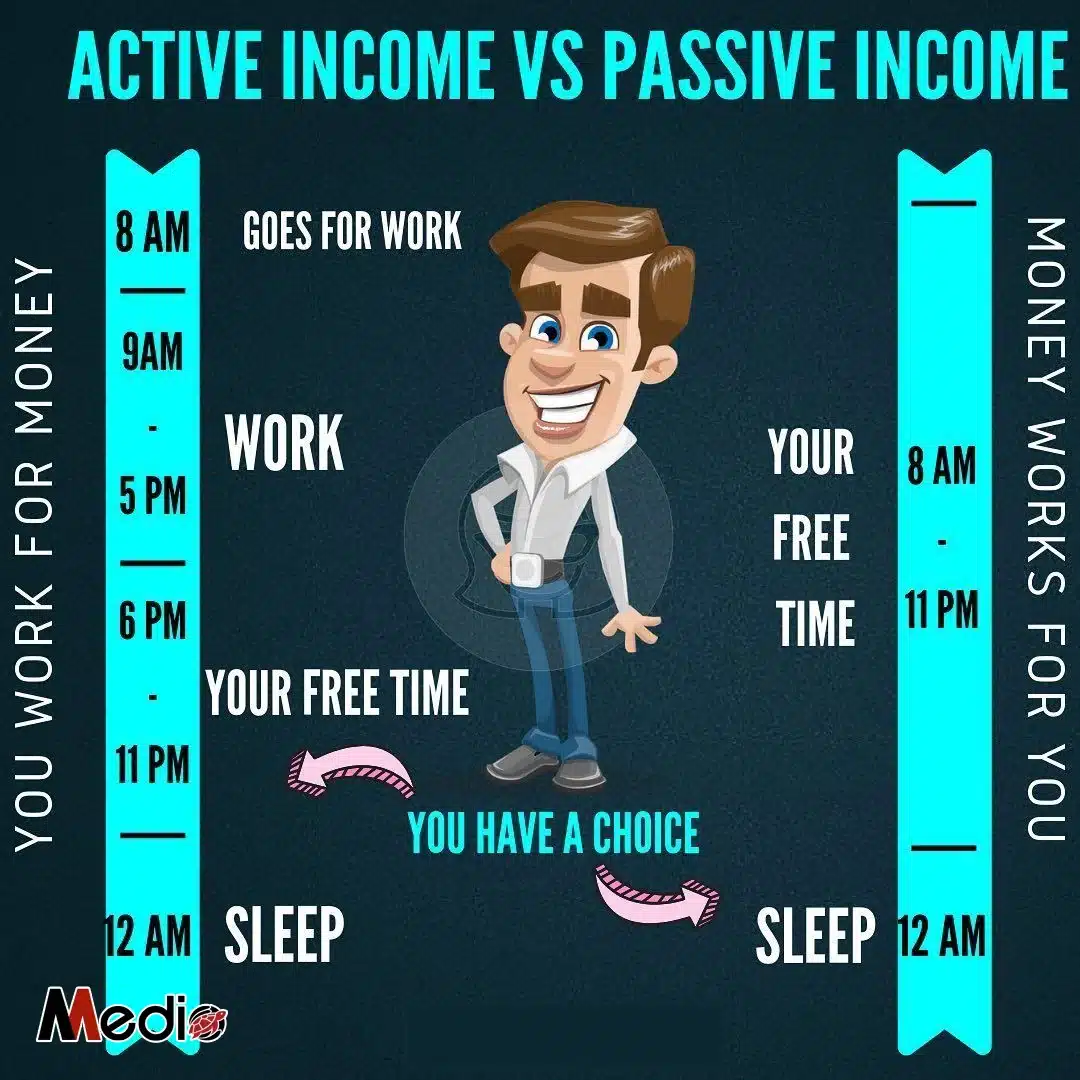 ACTIVE INCOME VS PASSIVE INCOME
YOU WORK FOR MONEY
8 AM
GOES FOR WORK
9AM
-
5 PM
WORK
6 PM
-
11 PM
YOUR FREE TIME
12 AM
SLEEP
YOU HAVE A CHOICE
YOUR
FREE
TIME
8 AM
-
11 PM
SLEEP
12 AM
MONEY WORKS FOR YOU
Medio